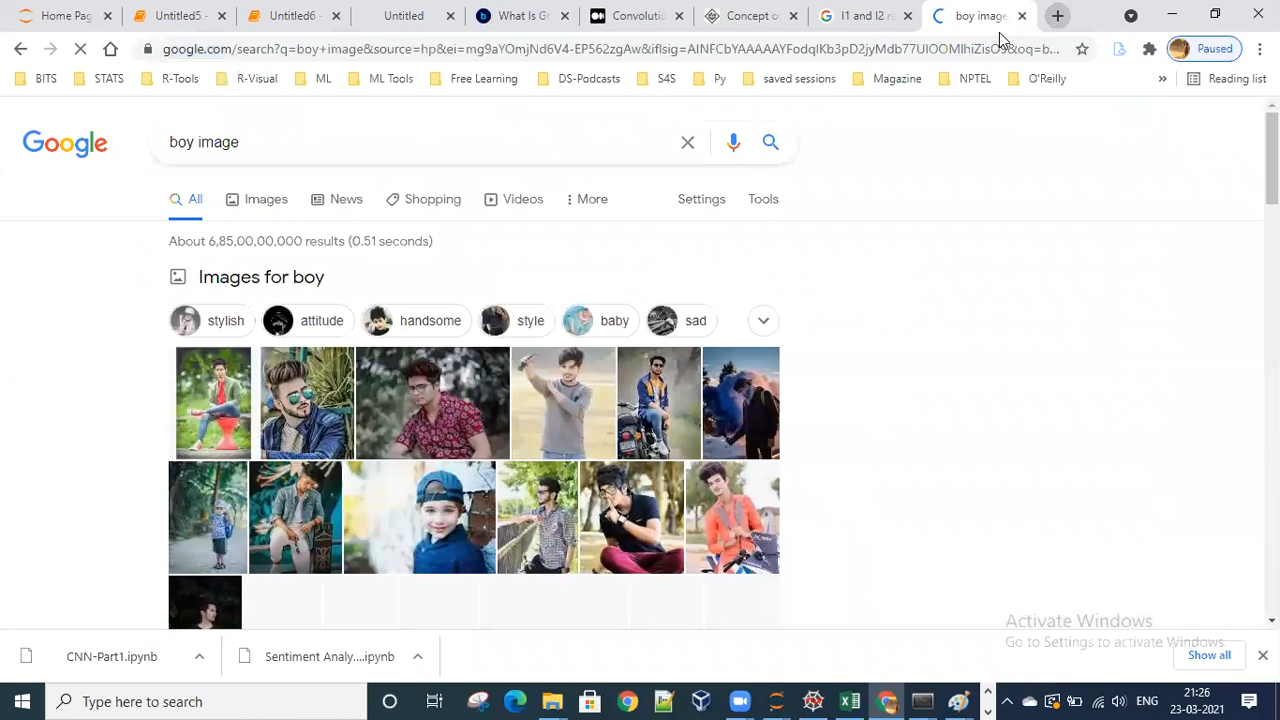 Home Pag
Untitled5 -
Untitled6 -
Untitled
What Is Ge
Convoluti
Concept o
l1 and l2 re
boy image
google.com/search?q=boy+image&source=hp&ei=
Paused
BITS
STATS
R-Tools
R-Visual
ML
ML Tools
Free Learning
DS-Podcasts
S4S
Py
saved sessions
Magazine
NPTEL
O'Reilly
»
Reading list
Google
boy image
All
Images
News
Shopping
Videos
More
Settings
Tools
About 6,85,00,00,000 results (0.51 seconds)
Images for boy
stylish
attitude
handsome
style
baby
sad
Activate Windows
Go to Settings to activate Windows.
CNN-Part1.ipynb
Sentiment Analy....ipynb
Show all
Type here to search
ENG
21:26
23-03-2021